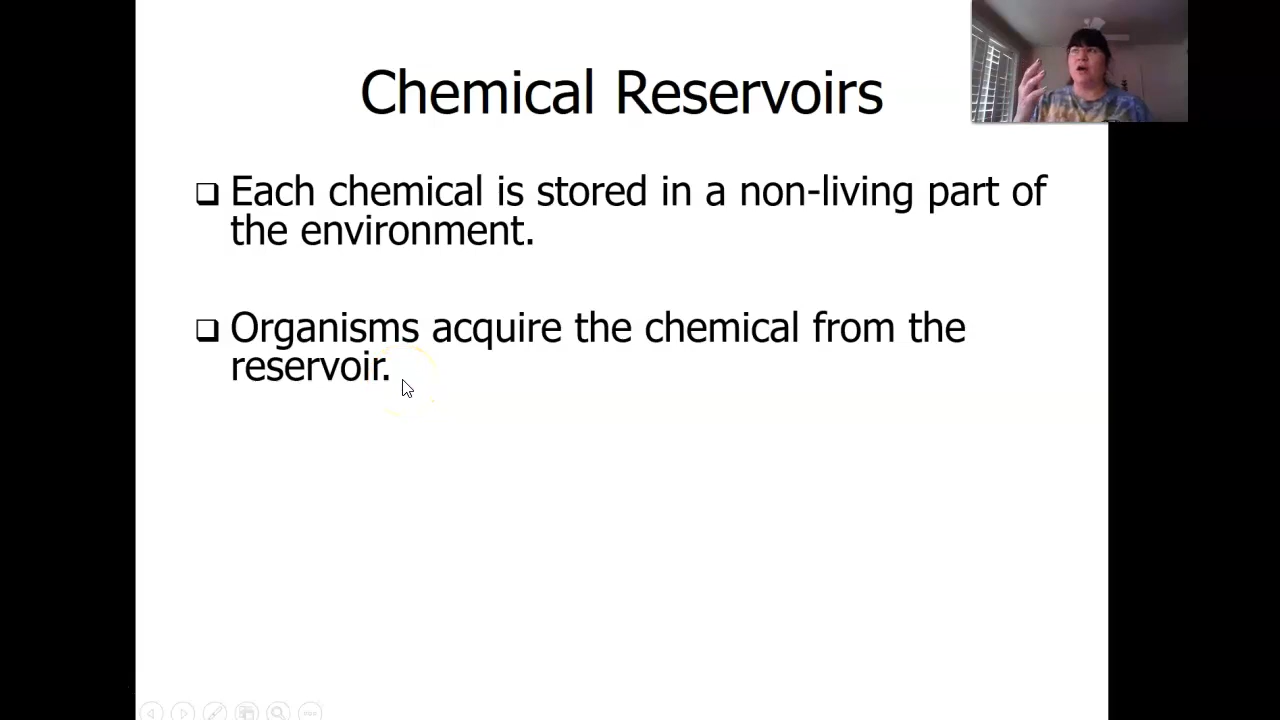 Chemical Reservoirs
Each chemical is stored in a non-living part of
the environment.
Organisms acquire the chemical from the
reservoir.